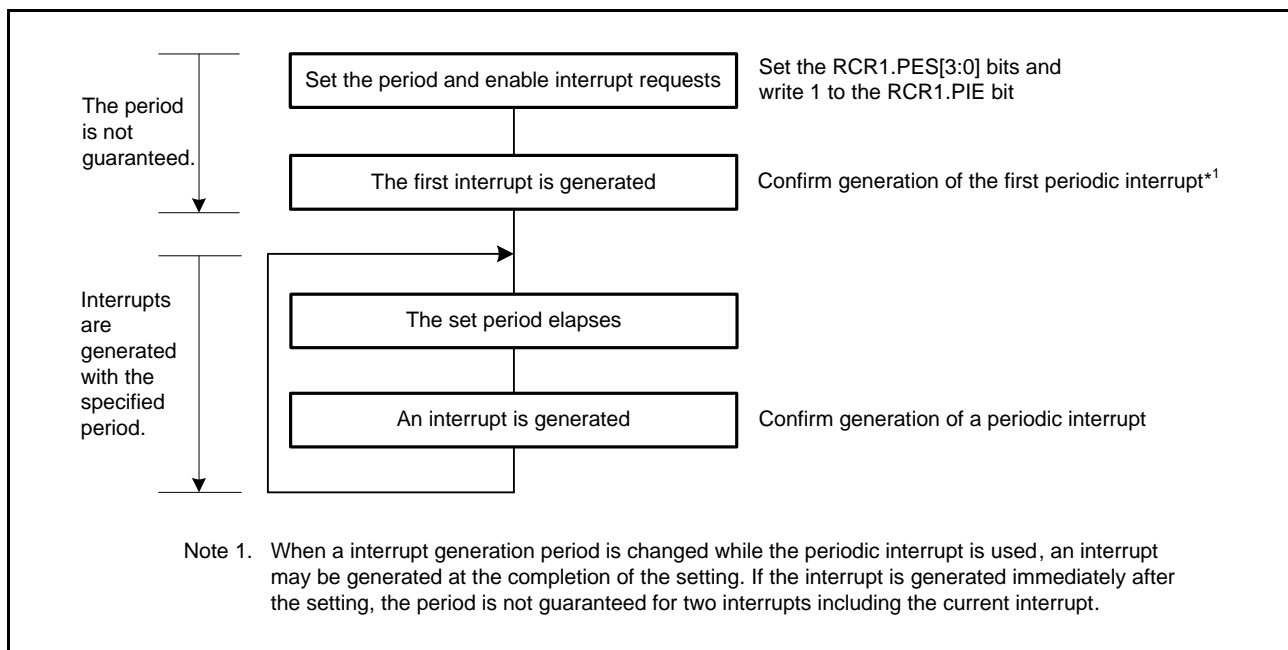 Set the period and enable interrupt requests
Set the RCR1.PES[3:0] bits and
write 1 to the RCR1.PIE bit
The period
is not
guaranteed.
The first interrupt is generated
Confirm generation of the first periodic interrupt*1
Interrupts
are
generated
with the
specified
period.
The set period elapses
An interrupt is generated
Confirm generation of a periodic interrupt
Note 1. When a interrupt generation period is changed while the periodic interrupt is used, an interrupt
may be generated at the completion of the setting. If the interrupt is generated immediately after
the setting, the period is not guaranteed for two interrupts including the current interrupt.